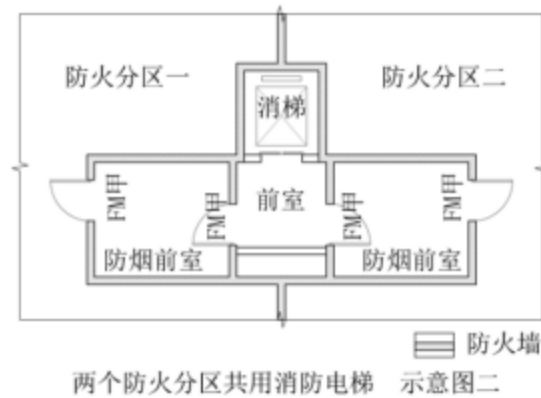 防火分区一
防火分区二
消梯
FM甲
FM甲
前室
FM甲
FM甲
防烟前室
防烟前室
防火墙
两个防火分区共用消防电梯 示意图二